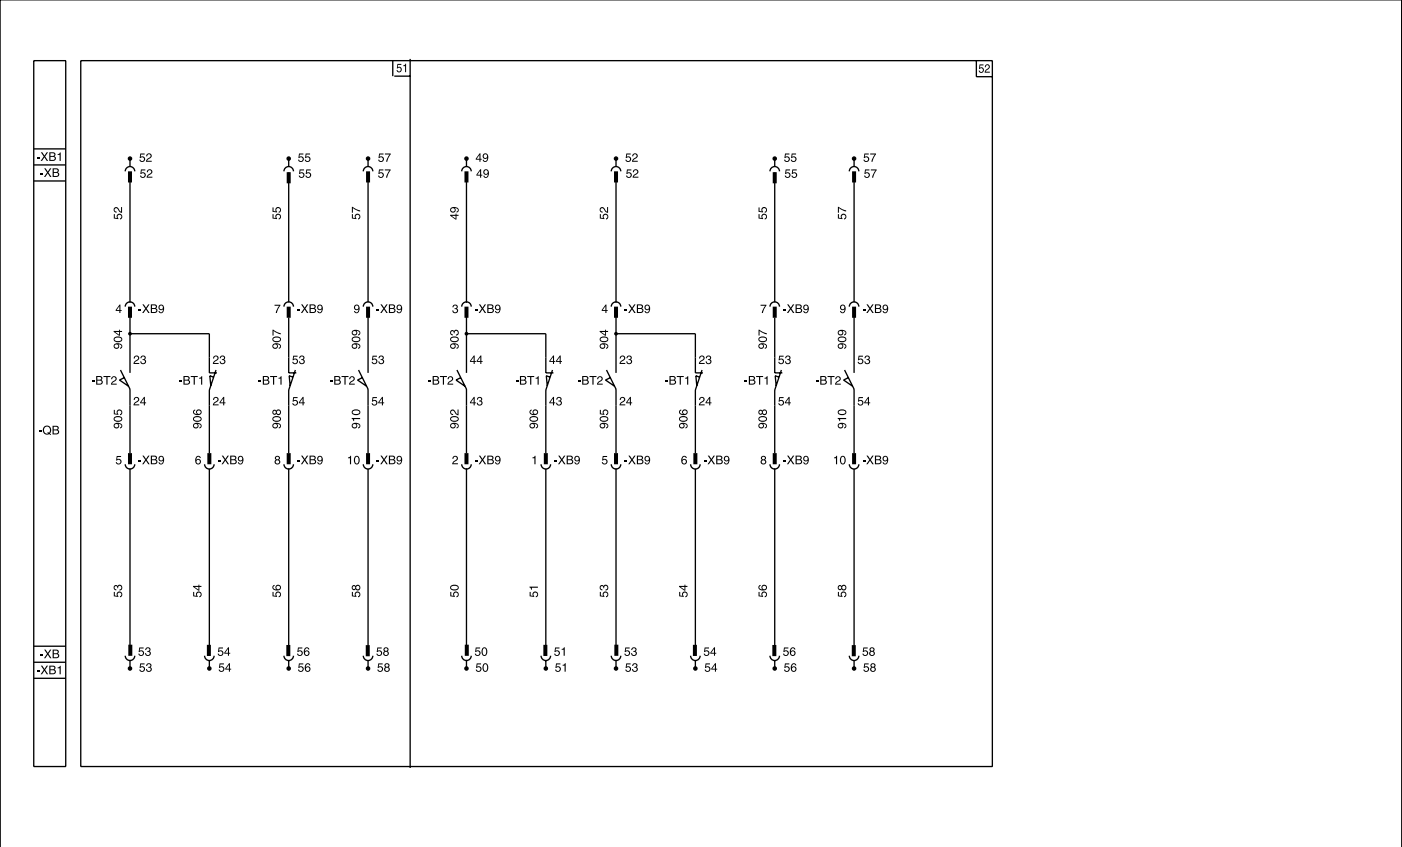 51 52
-XB1 52 55 57 49 52 55 57
-XB 52 55 57 49 52 55 57
52 55 57 49 52 55 57
4 -XB9 7 -XB9 9 -XB9 3 -XB9 4 -XB9 7 -XB9 9 -XB9
904 907 909 903 904 907 909
23 23 53 53 44 44 23 23 53 53
-BT2 -BT1 -BT1 -BT2 -BT2 -BT1 -BT2 -BT1 -BT1 -BT2
24 24 54 54 43 43 24 24 54 54
905 906 908 910 902 906 905 906 908 910
-QB
5 -XB9 6 -XB9 8 -XB9 10 -XB9 2 -XB9 1 -XB9 5 -XB9 6 -XB9 8 -XB9 10 -XB9
53 54 56 58 50 51 53 54 56 58
-XB 53 54 56 58 50 51 53 54 56 58
-XB1 53 54 56 58 50 51 53 54 56 58